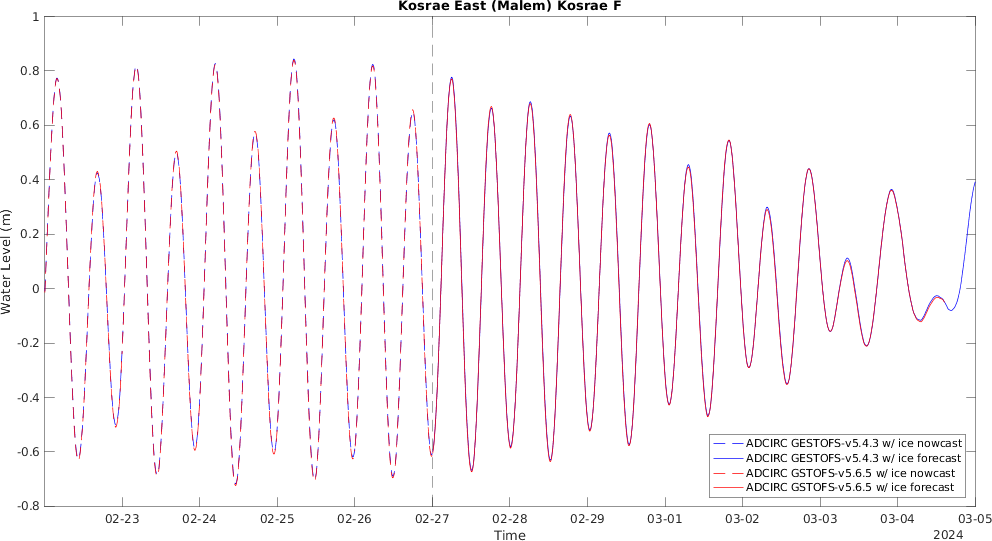 Kosrae East (Malem) Kosrae F
1
0.8
0.6
0.4
0.2
0
-0.2
-0.4
-0.6
-0.8
Water Level (m)
ADCIRC GESTOFS-v5.4.3 w/ ice nowcast
ADCIRC GESTOFS-v5.4.3 w/ ice forecast
ADCIRC GSTOFS-v5.6.5 w/ ice nowcast
ADCIRC GSTOFS-v5.6.5 w/ ice forecast
02-23 02-24 02-25 02-26 02-27 02-28 02-29 03-01 03-02 03-03 03-04 03-05
Time
2024